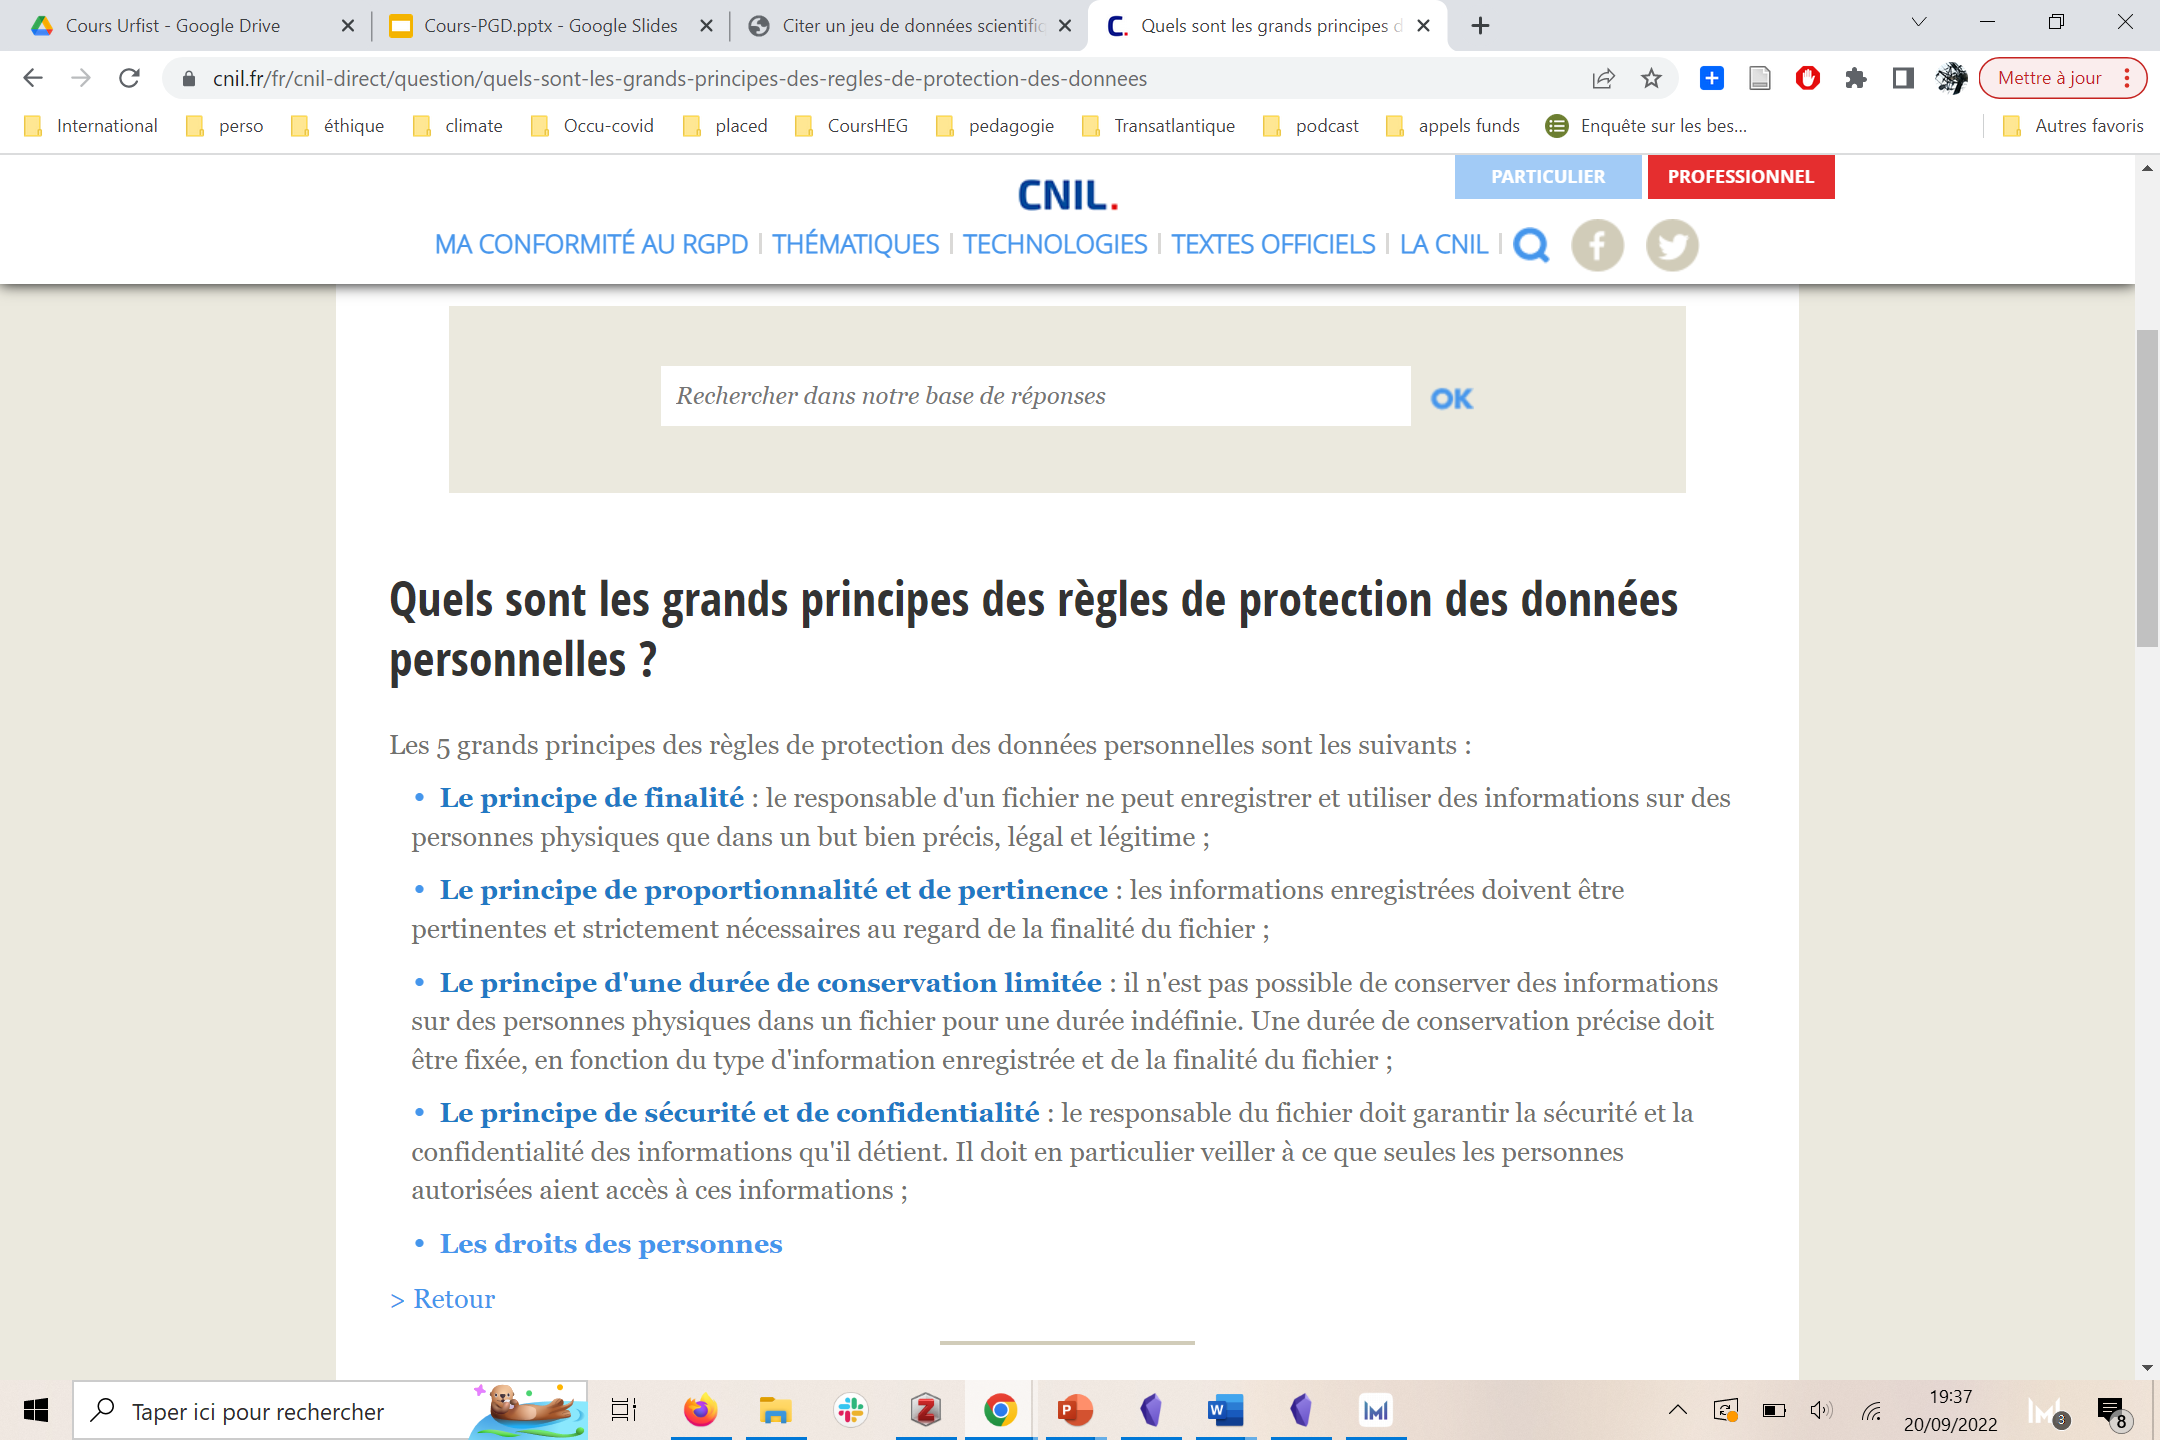 Cours Urfist - Google Drive
Cours-PGD.pptx - Google Slides
Citer un jeu de données scientifiq
Quels sont les grands principes d
cnil.fr/fr/cnil-direct/question/quels-sont-les-grands-principes-des-regles-de-protection-des-donnees
Mettre à jour
International perso éthique climate Occu-covid placed CoursHEG pedagogie Transatlantique podcast appels funds Enquête sur les bes... Autres favoris
PARTICULIER PROFESSIONNEL
CNIL.
MA CONFORMITÉ AU RGPD | THÉMATIQUES | TECHNOLOGIES | TEXTES OFFICIELS | LA CNIL |
Rechercher dans notre base de réponses OK
Quels sont les grands principes des règles de protection des données
personnelles ?
Les 5 grands principes des règles de protection des données personnelles sont les suivants :
• Le principe de finalité : le responsable d'un fichier ne peut enregistrer et utiliser des informations sur des
personnes physiques que dans un but bien précis, légal et légitime ;
• Le principe de proportionnalité et de pertinence : les informations enregistrées doivent être
pertinentes et strictement nécessaires au regard de la finalité du fichier ;
• Le principe d'une durée de conservation limitée : il n'est pas possible de conserver des informations
sur des personnes physiques dans un fichier pour une durée indéfinie. Une durée de conservation précise doit
être fixée, en fonction du type d'information enregistrée et de la finalité du fichier ;
• Le principe de sécurité et de confidentialité : le responsable du fichier doit garantir la sécurité et la
confidentialité des informations qu'il détient. Il doit en particulier veiller à ce que seules les personnes
autorisées aient accès à ces informations ;
• Les droits des personnes
> Retour
Taper ici pour rechercher
19:37
20/09/2022
3
8